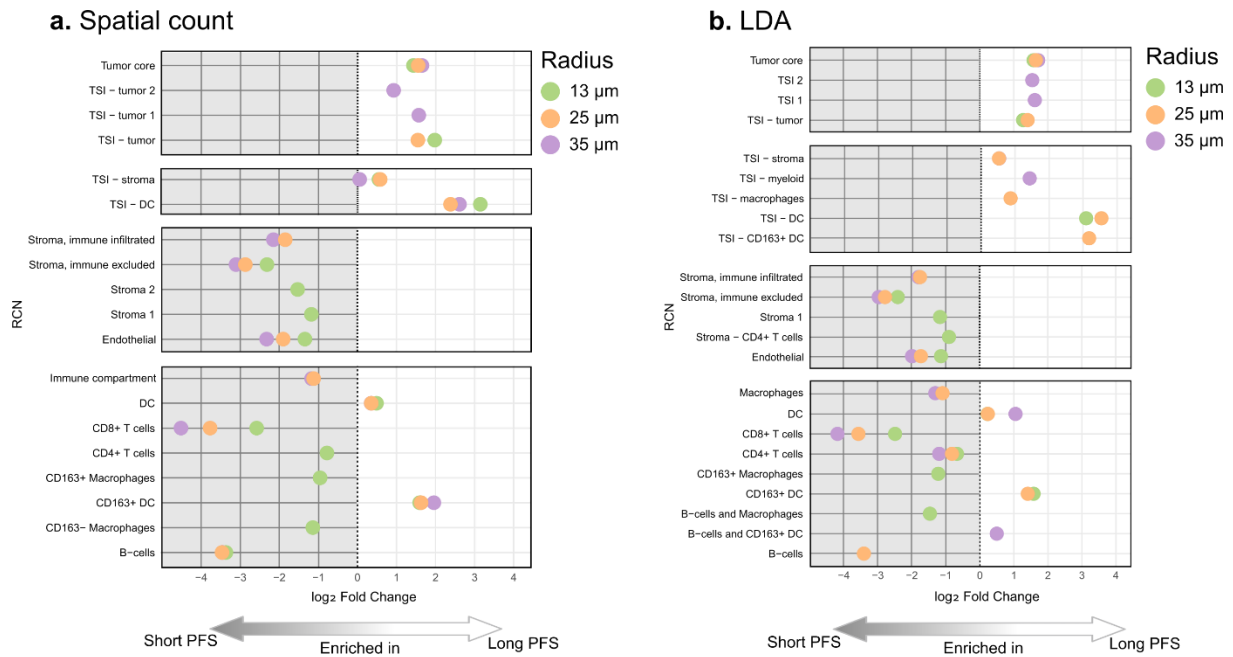 a. Spatial count
Tumor core
TSI − tumor 2
TSI − tumor 1
TSI − tumor
TSI − stroma
TSI − DC
Stroma, immune infiltrated
Stroma, immune excluded
Stroma 2
Stroma 1
Endothelial
Immune compartment
DC
CD8+ T cells
CD4+ T cells
CD163+ Macrophages
CD163+ DC
CD163− Macrophages
B−cells
RCN
−4 −3 −2 −1 0 1 2 3 4
log₂ Fold Change
Short PFS
Enriched in
Long PFS
Radius
13 µm
25 µm
35 µm
b. LDA
Tumor core
TSI 2
TSI 1
TSI − tumor
TSI − stroma
TSI − myeloid
TSI − macrophages
TSI − DC
TSI − CD163+ DC
Stroma, immune infiltrated
Stroma, immune excluded
Stroma 1
Stroma − CD4+ T cells
Endothelial
Macrophages
DC
CD8+ T cells
CD4+ T cells
CD163+ Macrophages
CD163+ DC
B−cells and Macrophages
B−cells and CD163+ DC
B−cells
RCN
−4 −3 −2 −1 0 1 2 3 4
log₂ Fold Change
Short PFS
Enriched in
Long PFS
Radius
13 µm
25 µm
35 µm